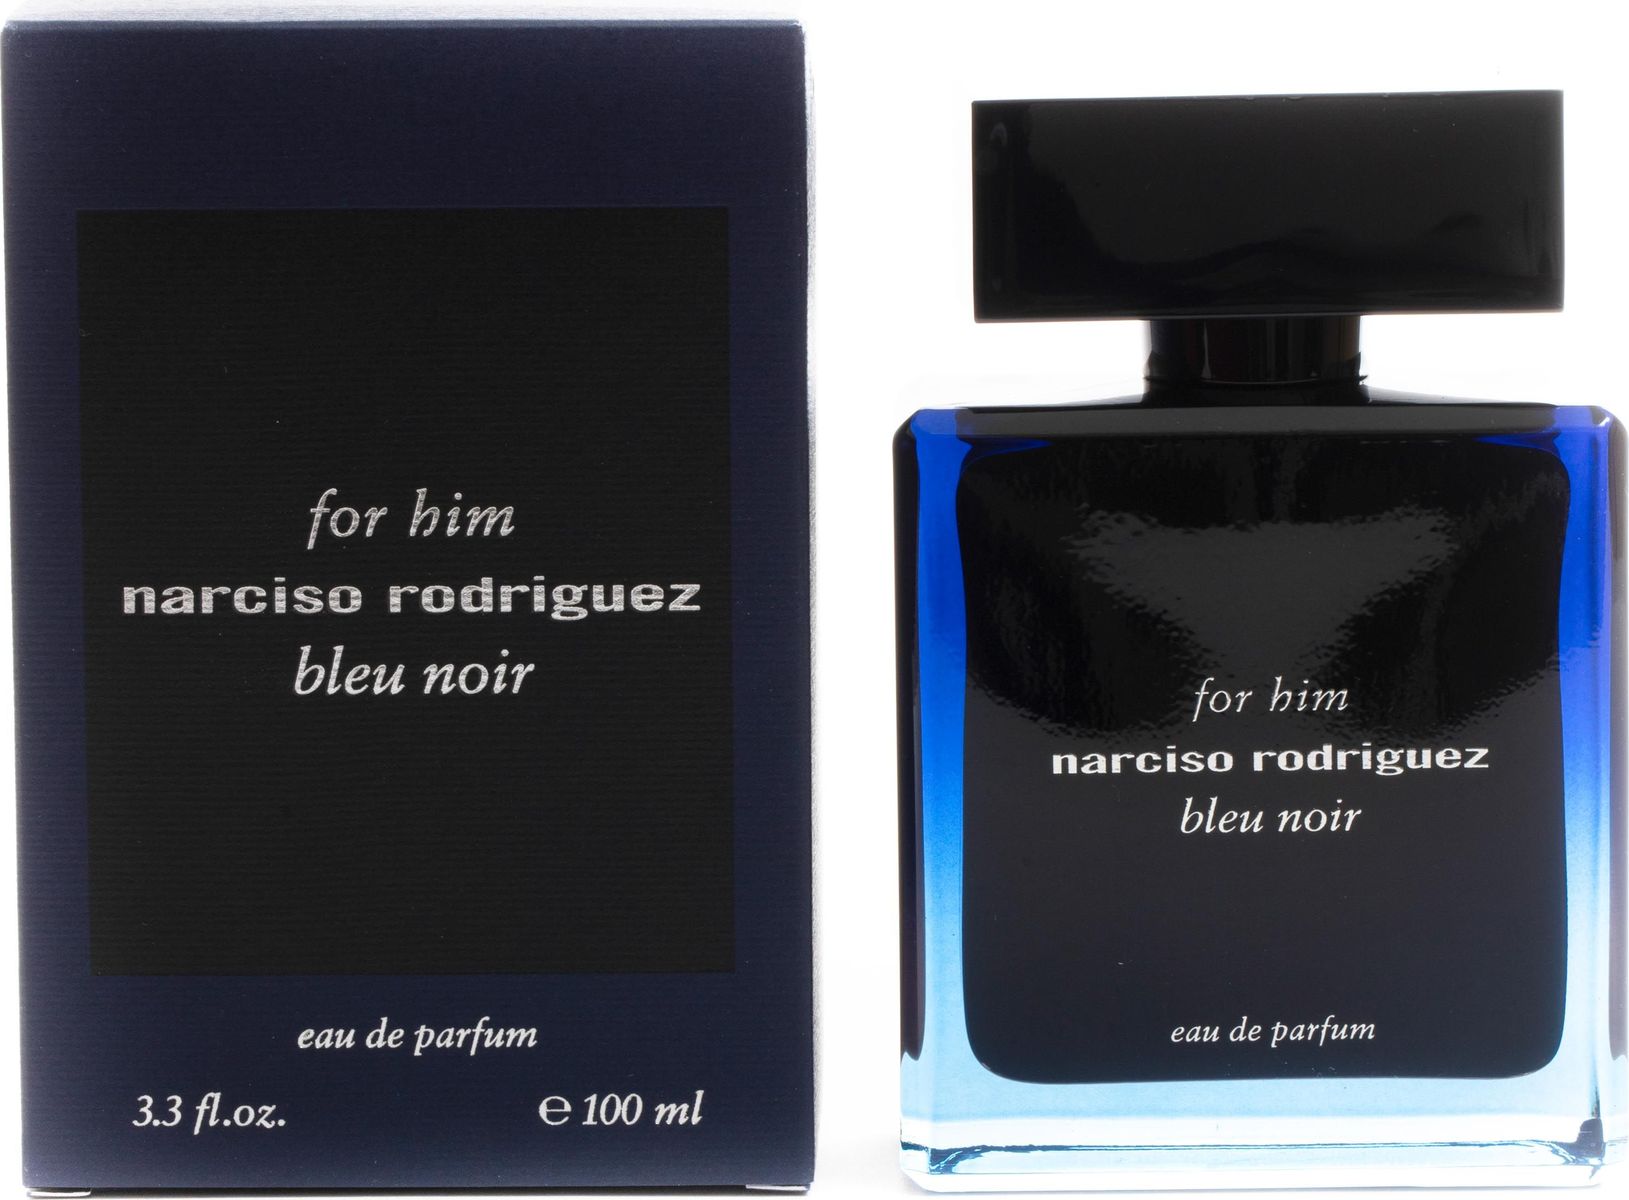 for him
narciso rodriguez
bleu noir
eau de parfum
3.3 fl.oz. ℮ 100 ml
for him
narciso rodriguez
bleu noir
eau de parfum